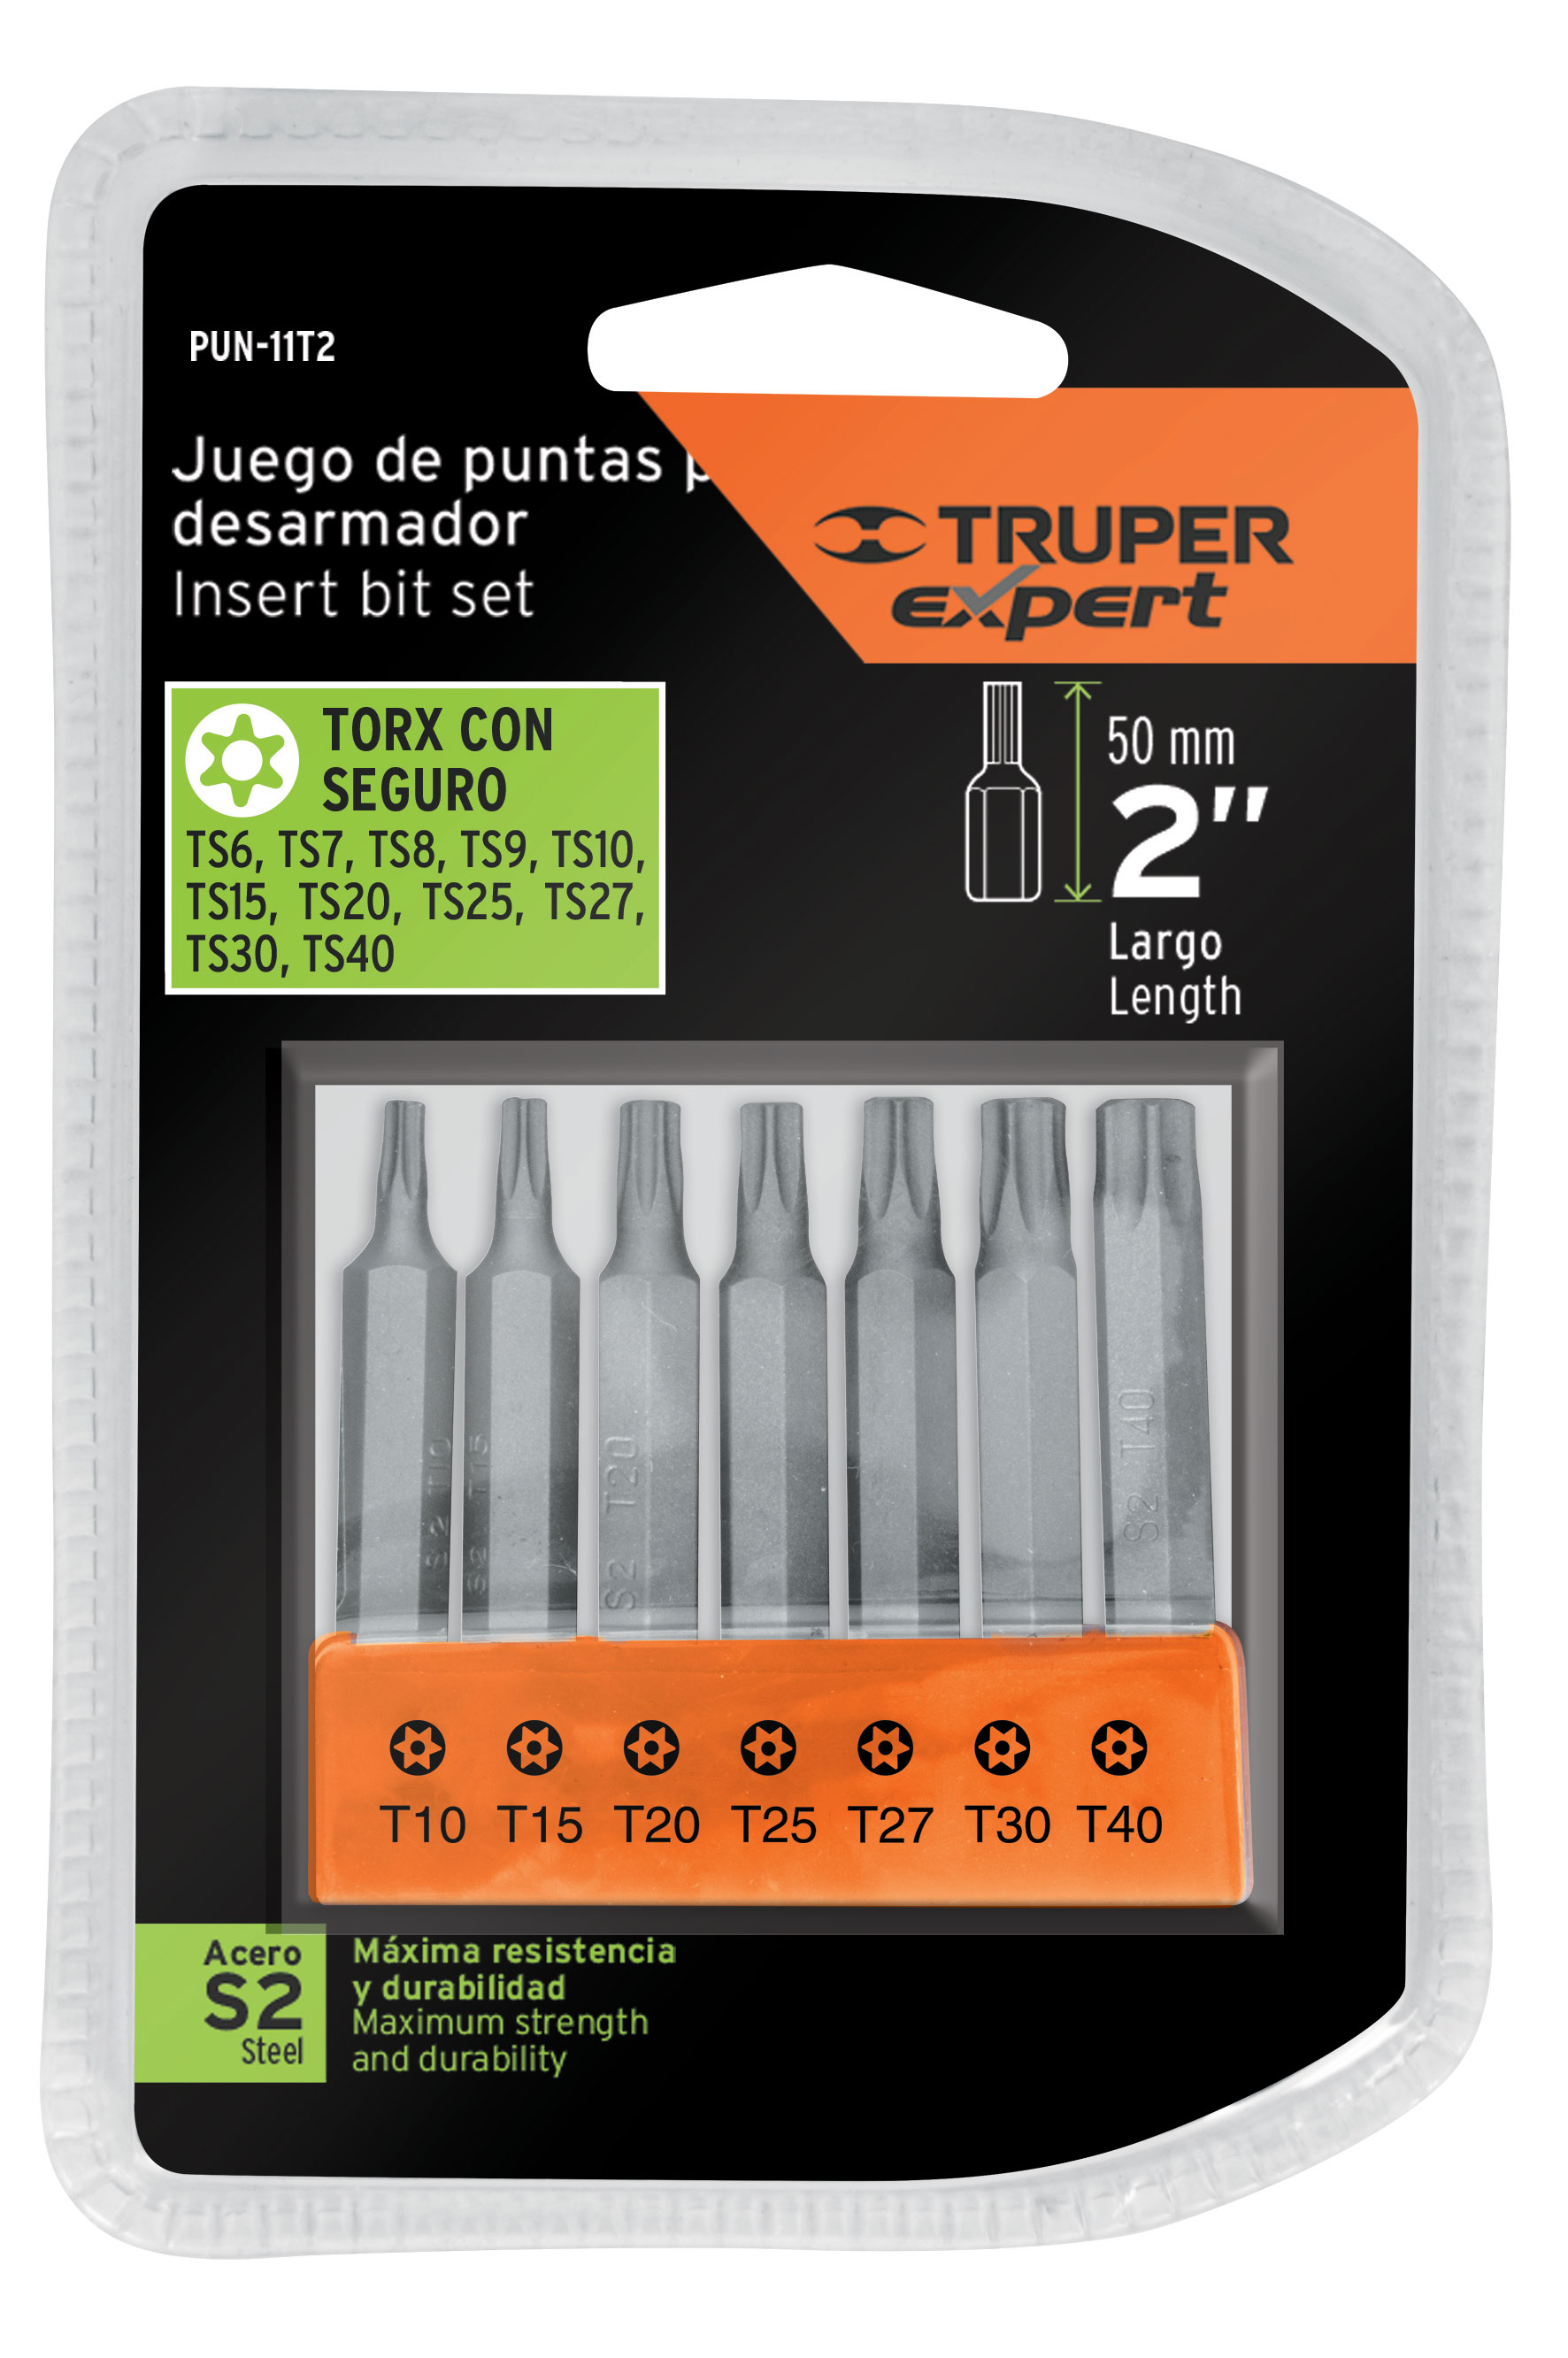 PUN-11T2
Juego de puntas p
desarmador
Insert bit set
TRUPER
expert
TORX CON
SEGURO
TS6, TS7, TS8, TS9, TS10,
TS15, TS20, TS25, TS27,
TS30, TS40
50 mm
2"
Largo
Length
S2 T10
S2 T15
S2 T20
S2 T40
T10 T15 T20 T25 T27 T30 T40
Acero
S2
Steel
Máxima resistencia
y durabilidad
Maximum strength
and durability